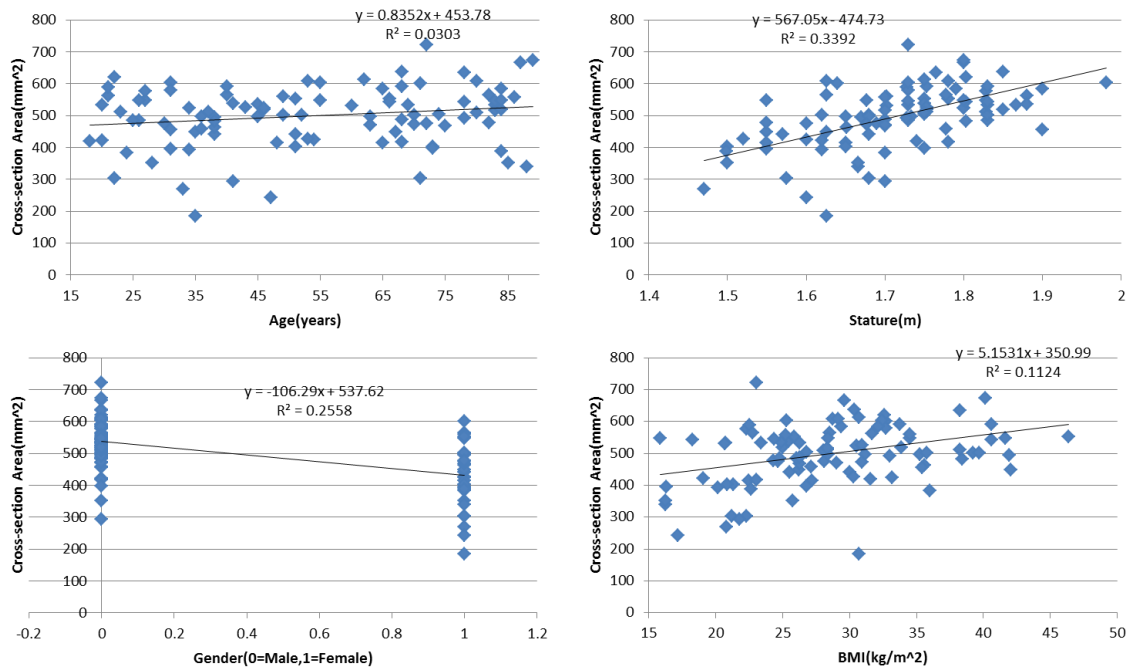 y = 0.8352x + 453.78
R² = 0.0303
Cross-section Area(mm^2)
800
700
600
500
400
300
200
100
0
15 25 35 45 55 65 75 85
Age(years)
y = 567.05x - 474.73
R² = 0.3392
Cross-section Area(mm^2)
800
700
600
500
400
300
200
100
0
1.4 1.5 1.6 1.7 1.8 1.9 2
Stature(m)
y = -106.29x + 537.62
R² = 0.2558
Cross-section Area(mm^2)
800
700
600
500
400
300
200
100
0
-0.2 0 0.2 0.4 0.6 0.8 1 1.2
Gender(0=Male,1=Female)
y = 5.1531x + 350.99
R² = 0.1124
Cross-section Area(mm^2)
800
700
600
500
400
300
200
100
0
15 20 25 30 35 40 45 50
BMI(kg/m^2)